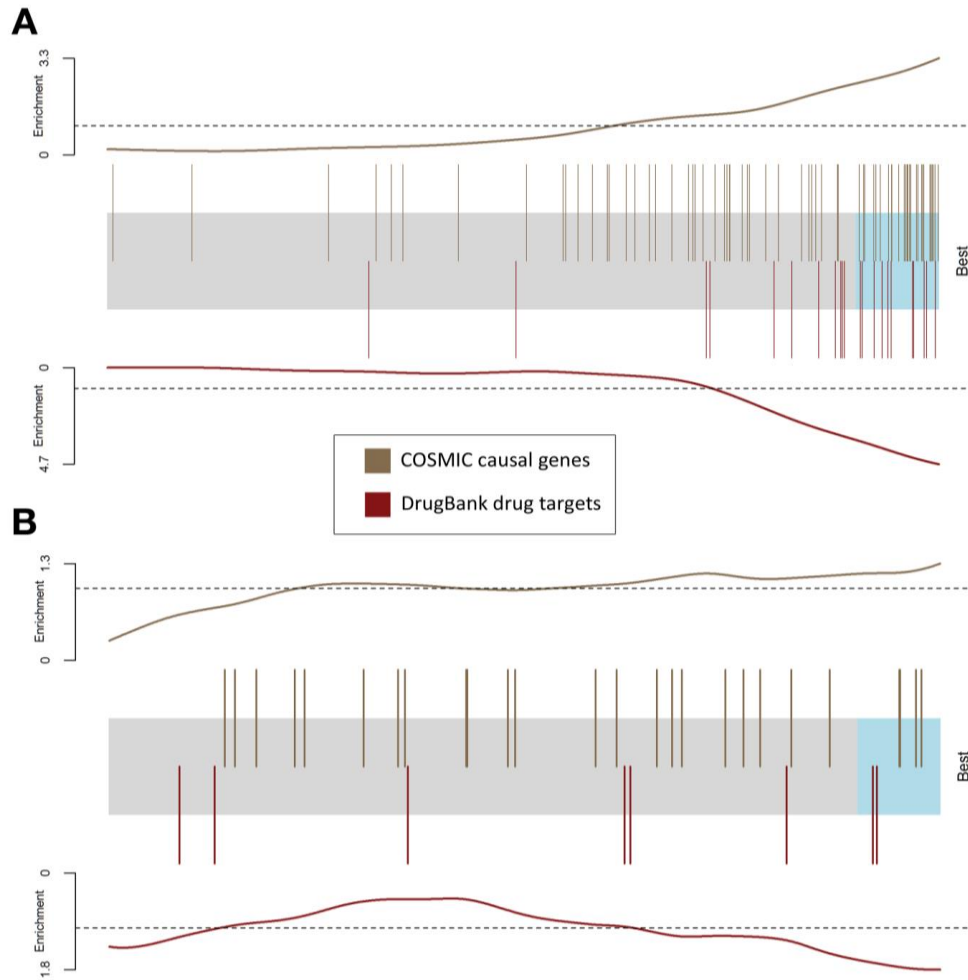 A
3.3
Enrichment
0
Best
0
Enrichment
4.7
COSMIC causal genes
DrugBank drug targets
B
1.3
Enrichment
0
Best
0
Enrichment
1.8